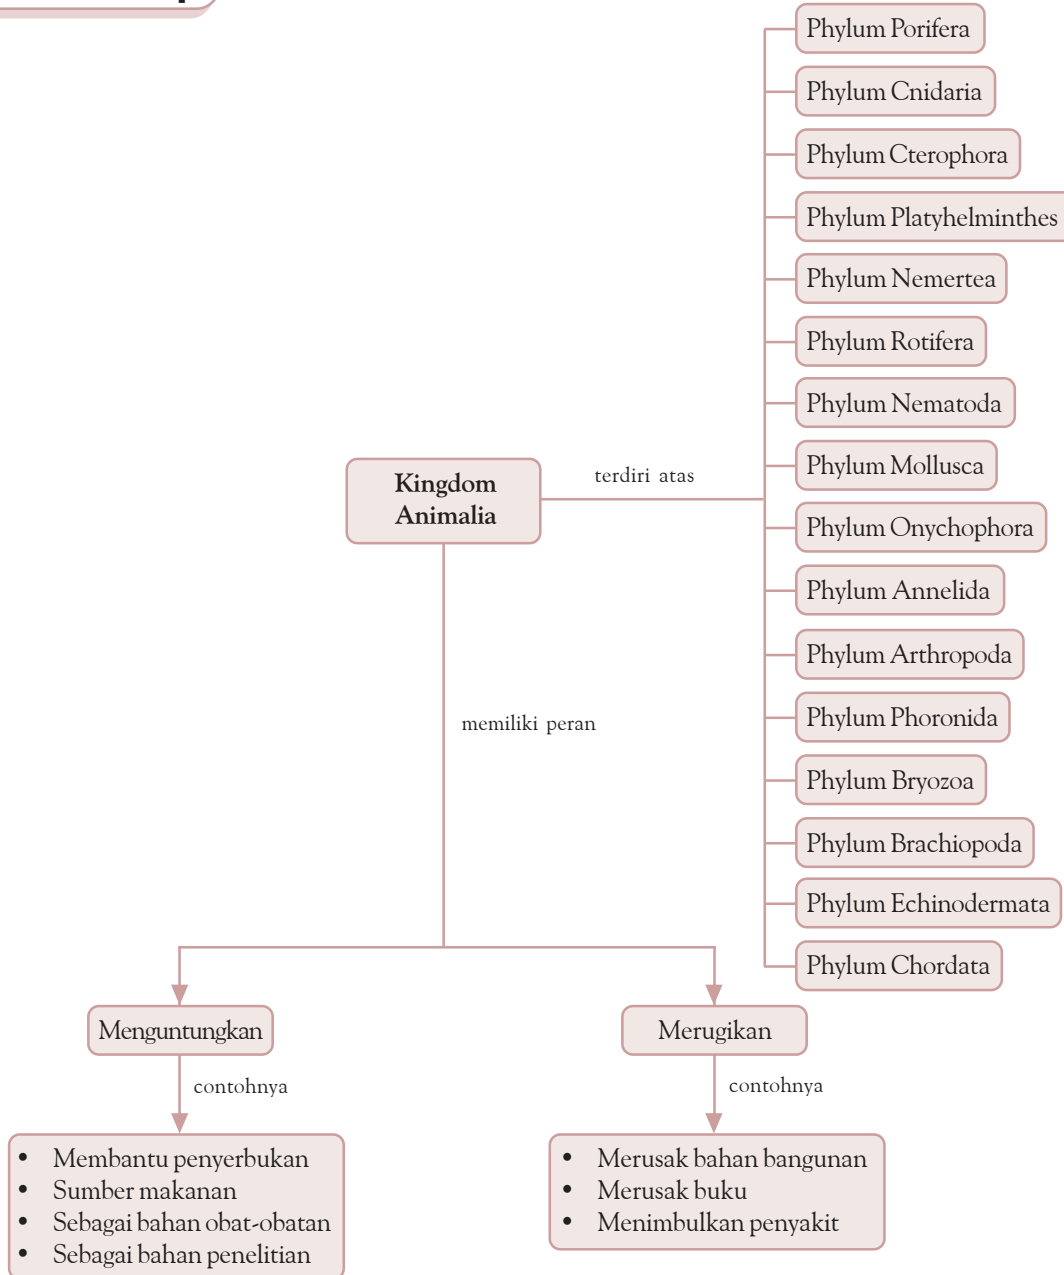 Phylum Porifera
Phylum Cnidaria
Phylum Cterophora
Phylum Platyhelminthes
Phylum Nemertea
Phylum Rotifera
Phylum Nematoda
Phylum Mollusca
Phylum Onychophora
Phylum Annelida
Phylum Arthropoda
Phylum Phoronida
Phylum Bryozoa
Phylum Brachiopoda
Phylum Echinodermata
Phylum Chordata
Kingdom
Animalia
terdiri atas
memiliki peran
Menguntungkan
contohnya
• Membantu penyerbukan
• Sumber makanan
• Sebagai bahan obat-obatan
• Sebagai bahan penelitian
Merugikan
contohnya
• Merusak bahan bangunan
• Merusak buku
• Menimbulkan penyakit